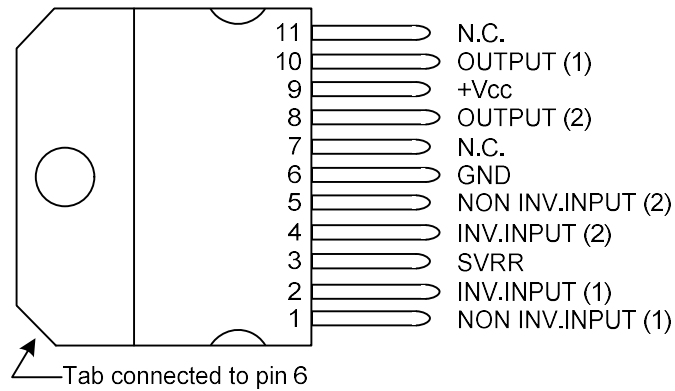 11 N.C.
10 OUTPUT (1)
9 +Vcc
8 OUTPUT (2)
7 N.C.
6 GND
5 NON INV.INPUT (2)
4 INV.INPUT (2)
3 SVRR
2 INV.INPUT (1)
1 NON INV.INPUT (1)
Tab connected to pin 6